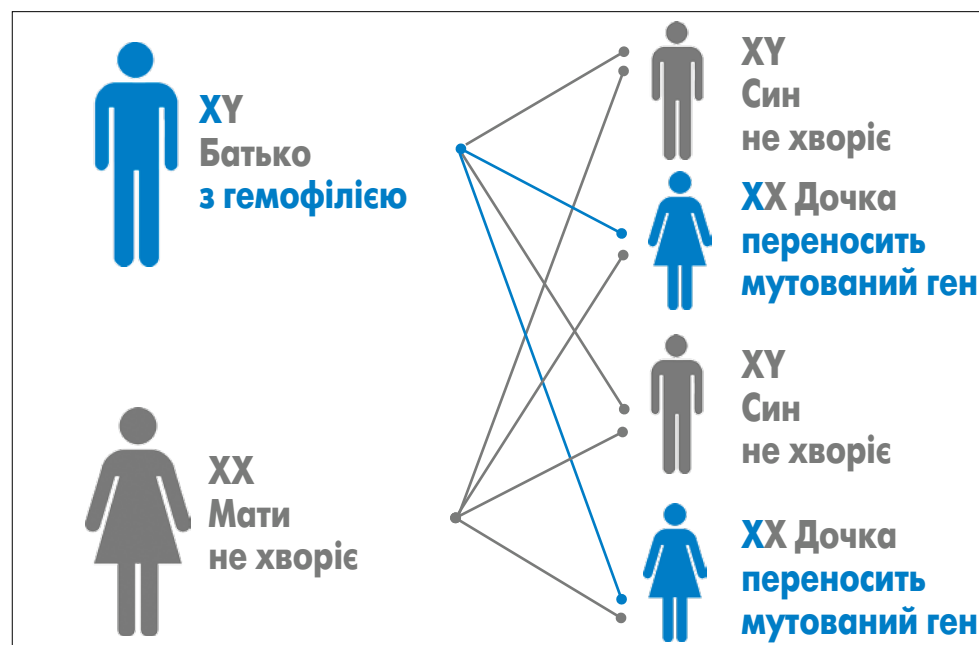 XY
Батько
з гемофілією
XX
Мати
не хворіє
XY
Син
не хворіє
XX Дочка
переносить
мутований ген
XY
Син
не хворіє
XX Дочка
переносить
мутований ген